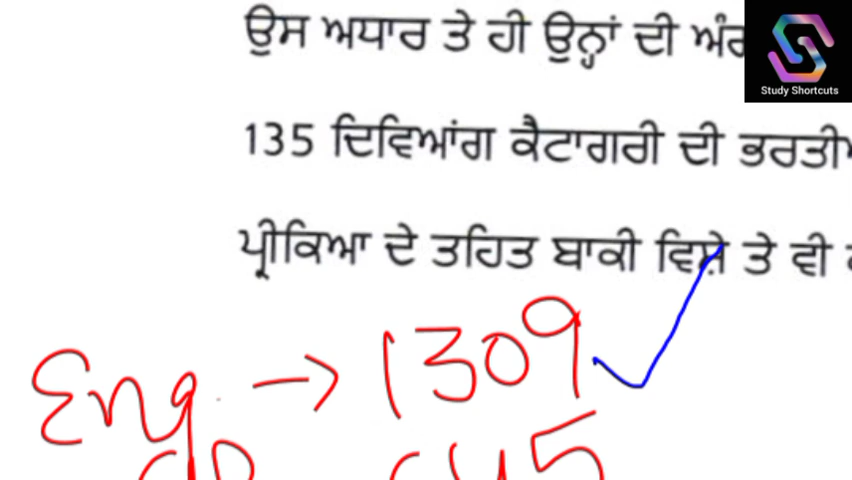 ਉਸ ਅਧਾਰ ਤੇ ਹੀ ਉਨ੍ਹਾਂ ਦੀ
Study Shortcuts
135 ਦਿਵਿਆਂਗ ਕੈਟਾਗਰੀ ਦੀ
ਪ੍ਰੀਕਿਆ ਦੇ ਤਹਿਤ ਬਾਕੀ ਵਿਸ਼ੇ ਤੇ ਵੀ
Eng → 1309